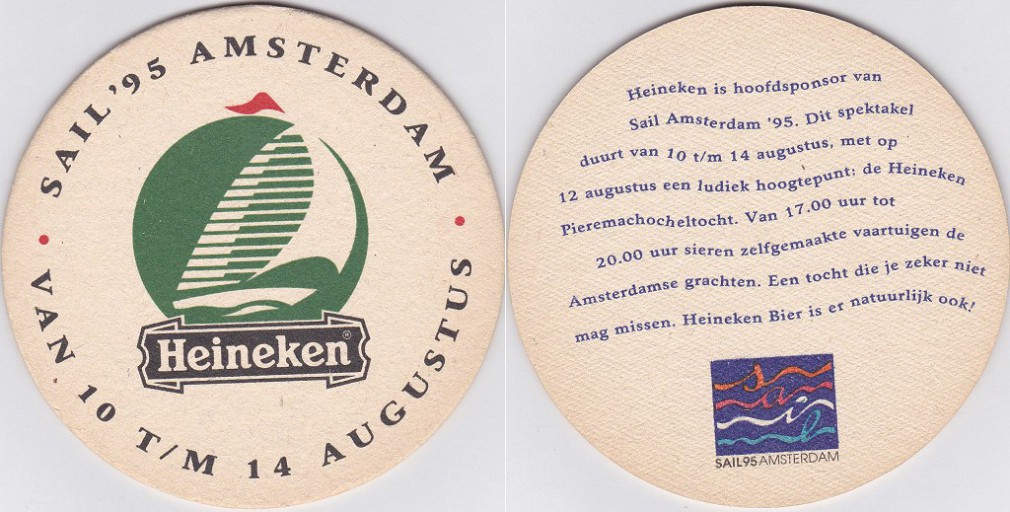 SAIL '95 AMSTERDAM
Heineken®
VAN 10 T/M 14 AUGUSTUS
Heineken is hoofdsponsor van
Sail Amsterdam '95. Dit spektakel
duurt van 10 t/m 14 augustus, met op
12 augustus een ludiek hoogtepunt: de Heineken
Pieremachocheltocht. Van 17.00 uur tot
20.00 uur sieren zelfgemaakte vaartuigen de
Amsterdamse grachten. Een tocht die je zeker niet
mag missen. Heineken Bier is er natuurlijk ook!
sail
SAIL95AMSTERDAM